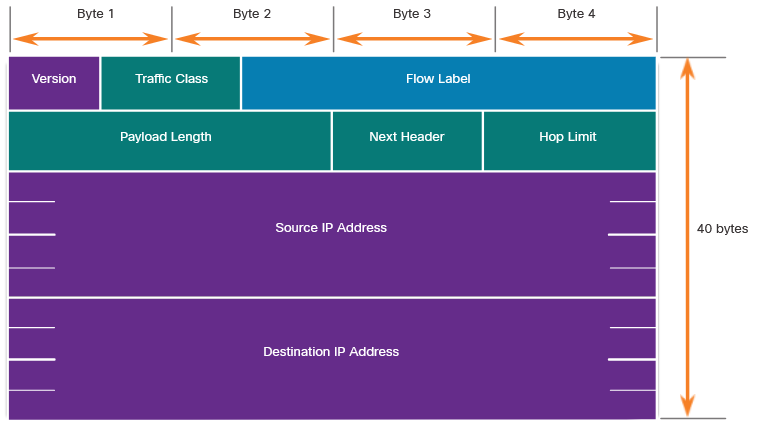 Byte 1
Byte 2
Byte 3
Byte 4
Version
Traffic Class
Flow Label
Payload Length
Next Header
Hop Limit
Source IP Address
40 bytes
Destination IP Address